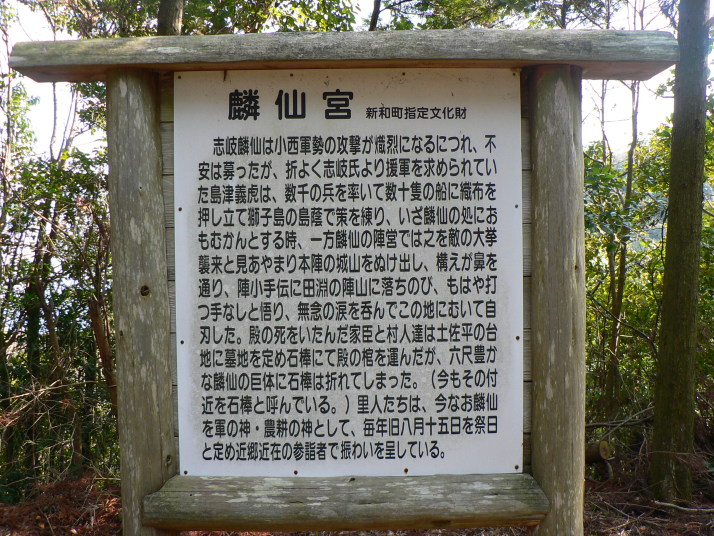 麟仙宮 新和町指定文化財
志岐麟仙は小西軍勢の攻撃が熾烈になるにつれ、不
安は募ったが、折よく志岐氏より援軍を求められてい
た島津義虎は、数千の兵を率いて数十隻の船に織布を
押し立て獅子島の島蔭で策を練り、いざ麟仙の処にお
もむかんとする時、一方麟仙の陣営では之を敵の大挙
襲来と見あやまり本陣の城山をぬけ出し、構えが鼻を
通り、陣小手伝に田洲の陣山に落ちのび、もはや打
つ手なしと悟り、無念の涙を呑んでこの地において自
刃した。殿の死をいたんだ家臣と村人達は土佐平の台
地に墓地を定め石棒にて殿の棺を運んだが、六尺豊か
な麟仙の巨体に石棒は折れてしまった。（今もその付
近を石棒と呼んでいる。）里人たちは、今なお麟仙
を軍の神・農耕の神として、毎年旧八月十五日を祭日
と定め近郷近在の参詣者で振わいを呈している。